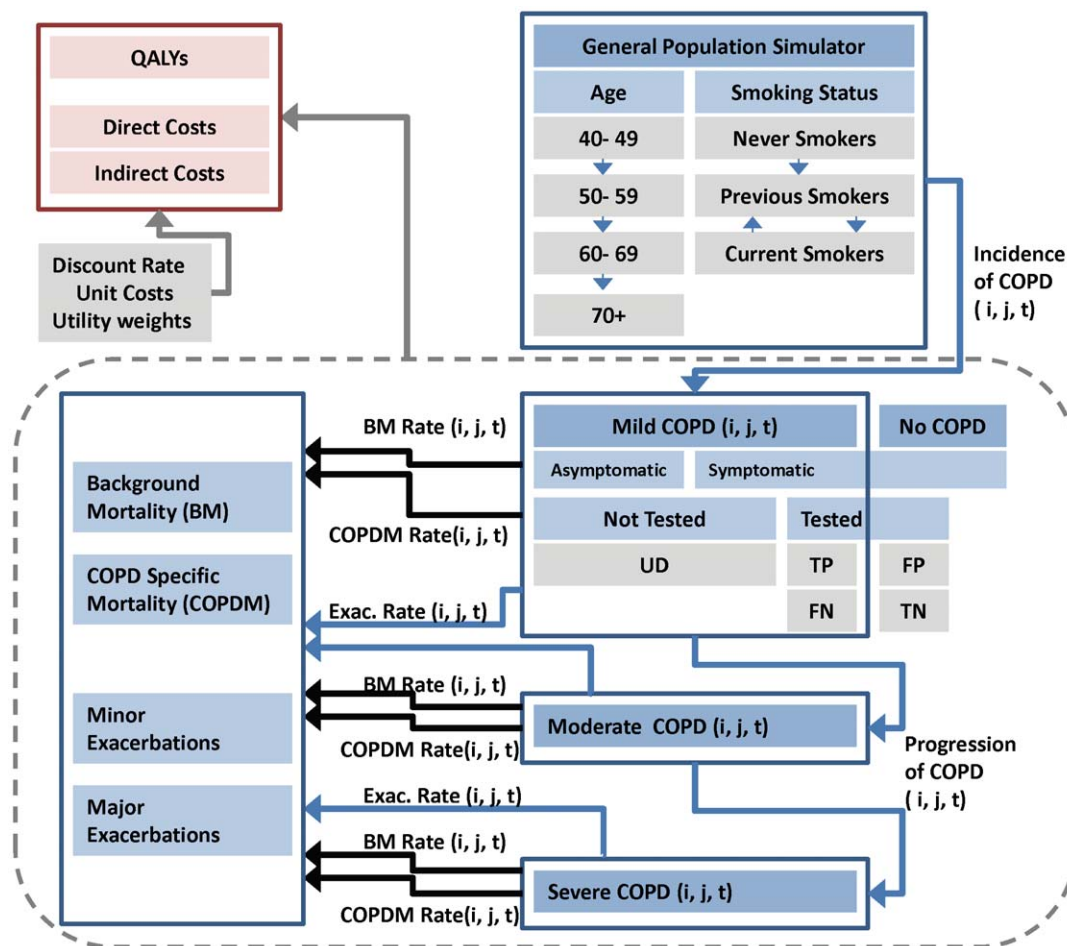 QALYs
Direct Costs
Indirect Costs
Discount Rate
Unit Costs
Utility weights
General Population Simulator
Age
Smoking Status
40- 49
Never Smokers
50- 59
Previous Smokers
60- 69
Current Smokers
70+
Incidence
of COPD
( i, j, t)
Background
Mortality (BM)
COPD Specific
Mortality (COPDM)
Minor
Exacerbations
Major
Exacerbations
BM Rate (i, j, t)
COPDM Rate(i, j, t)
Exac. Rate (i, j, t)
BM Rate (i, j, t)
COPDM Rate(i, j, t)
Exac. Rate (i, j, t)
BM Rate (i, j, t)
COPDM Rate(i, j, t)
Mild COPD (i, j, t)
No COPD
Asymptomatic
Symptomatic
Not Tested
Tested
UD
TP
FP
FN
TN
Moderate COPD (i, j, t)
Progression
of COPD
( i, j, t)
Severe COPD (i, j, t)